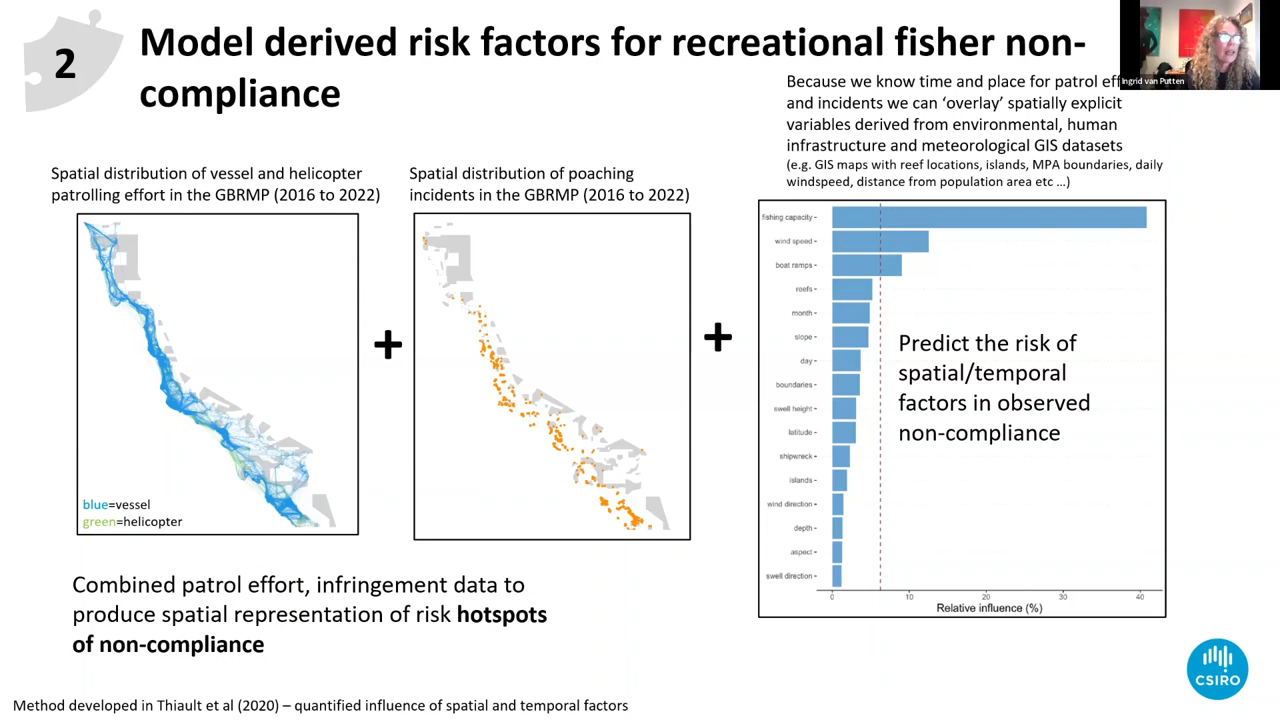 2
Model derived risk factors for recreational fisher non-
compliance
Ingrid van Putten
Because we know time and place for patrol eff
and incidents we can ‘overlay’ spatially explicit
variables derived from environmental, human
infrastructure and meteorological GIS datasets
(e.g. GIS maps with reef locations, islands, MPA boundaries, daily
windspeed, distance from population area etc …)
Spatial distribution of vessel and helicopter
patrolling effort in the GBRMP (2016 to 2022)
blue=vessel
green=helicopter
+
Spatial distribution of poaching
incidents in the GBRMP (2016 to 2022)
+
fishing capacity
wind speed
boat ramps
reefs
month
slope
day
boundaries
swell height
latitude
shipwreck
islands
wind direction
depth
aspect
swell direction
0 10 20 30 40
Relative influence (%)
Predict the risk of
spatial/temporal
factors in observed
non-compliance
Combined patrol effort, infringement data to
produce spatial representation of risk hotspots
of non-compliance
CSIRO
Method developed in Thiault et al (2020) – quantified influence of spatial and temporal factors